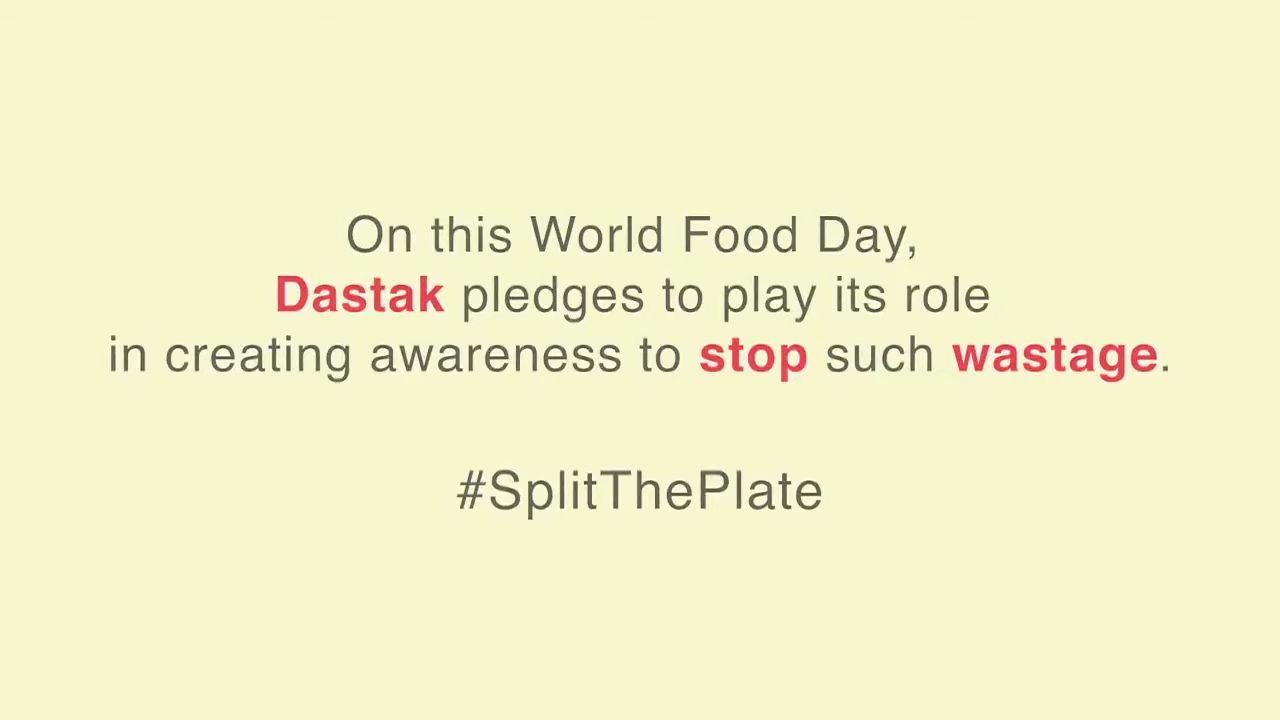 On this World Food Day,
Dastak pledges to play its role
in creating awareness to stop such wastage.
#SplitThePlate